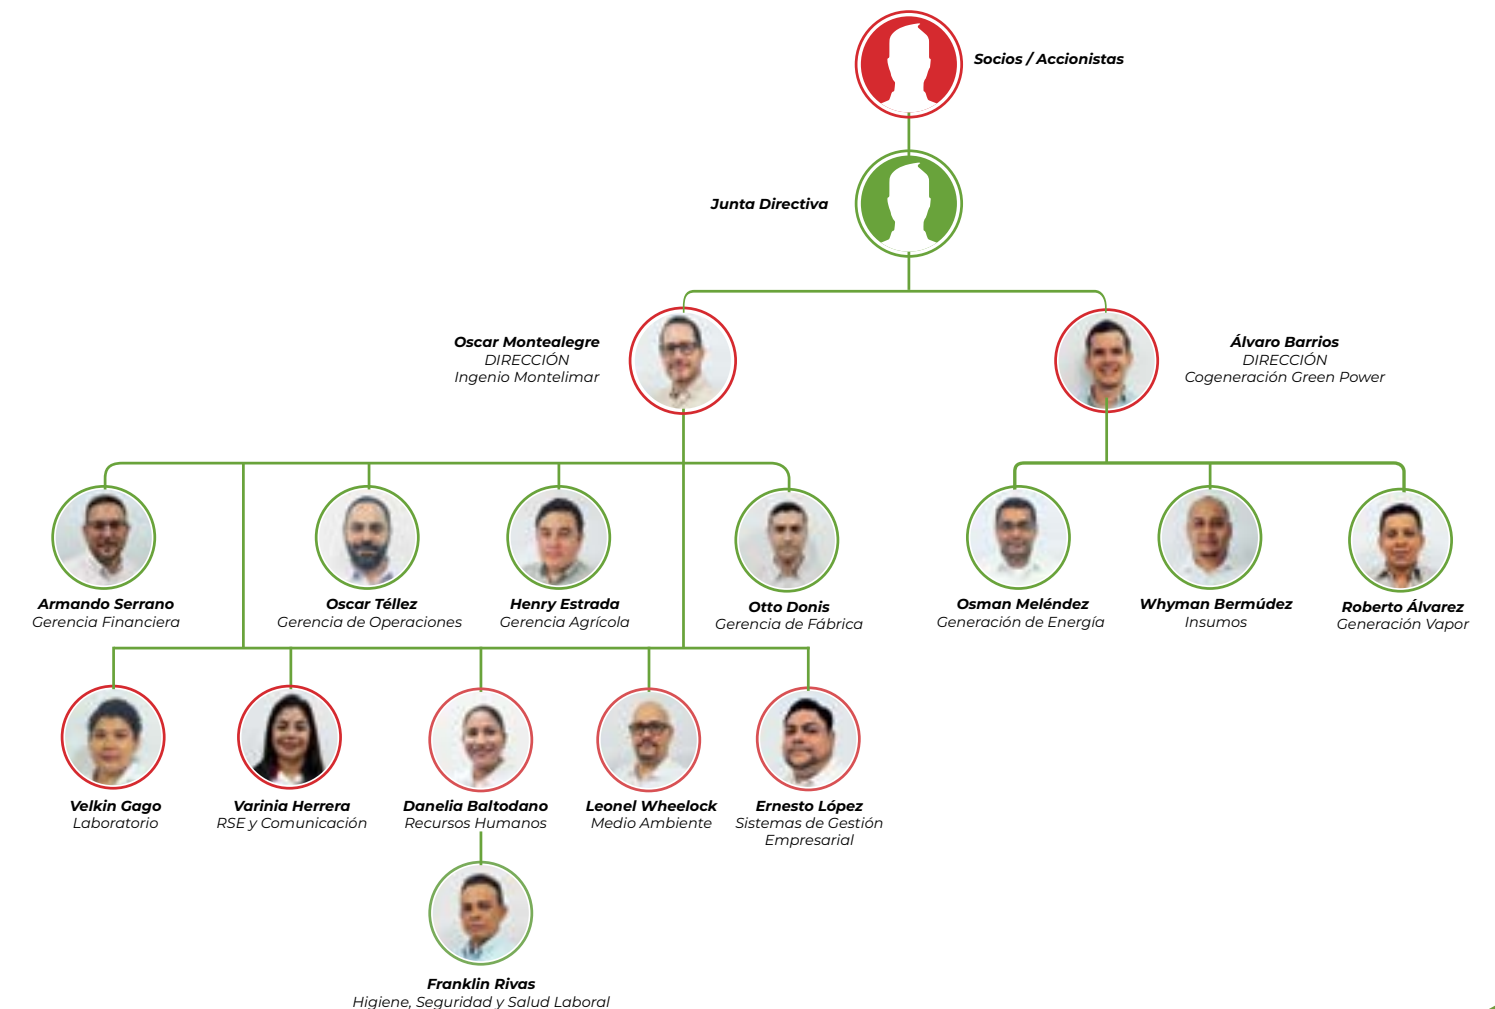 Socios / Accionistas
Junta Directiva
Oscar Montealegre
DIRECCIÓN
Ingenio Montelimar
Álvaro Barrios
DIRECCIÓN
Cogeneración Green Power
Armando Serrano
Gerencia Financiera
Oscar Téllez
Gerencia de Operaciones
Henry Estrada
Gerencia Agrícola
Otto Donis
Gerencia de Fábrica
Osman Meléndez
Generación de Energía
Whyman Bermúdez
Insumos
Roberto Álvarez
Generación Vapor
Velkin Gago
Laboratorio
Varinia Herrera
RSE y Comunicación
Danelia Baltodano
Recursos Humanos
Leonel Wheelock
Medio Ambiente
Ernesto López
Sistemas de Gestión
Empresarial
Franklin Rivas
Higiene, Seguridad y Salud Laboral